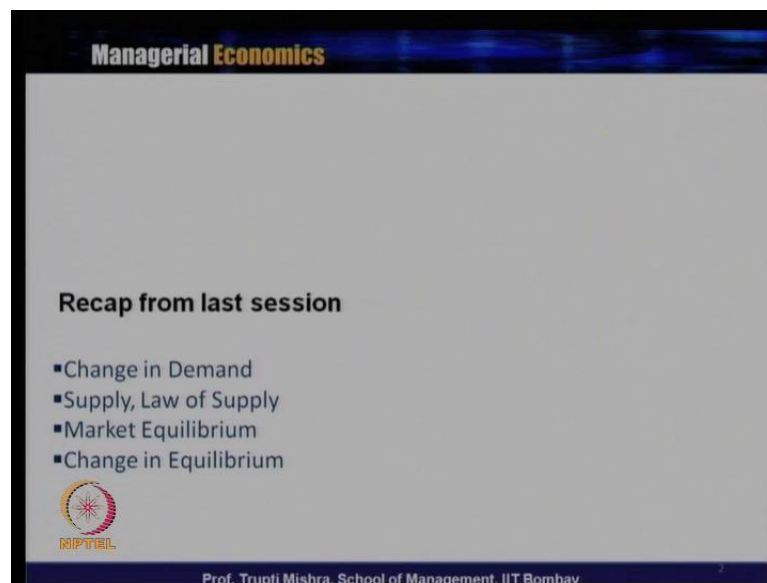 Managerial Economics
Recap from last session
▪Change in Demand
▪Supply, Law of Supply
▪Market Equilibrium
▪Change in Equilibrium
NPTEL
2
Prof. Trupti Mishra, School of Management, IIT Bombay